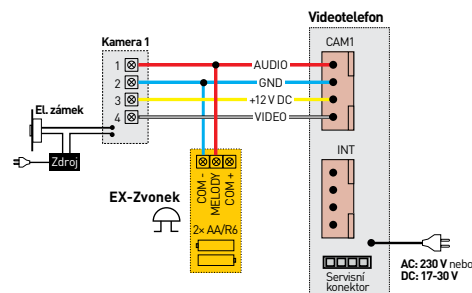 Videotelefon
Kamera 1
CAM1
1
AUDIO
2
GND
3
+12 V DC
4
VIDEO
El. zámek
Zdroj
INT
COM -
MELODY
COM +
EX-Zvonek
2× AA/R6
AC: 230 V nebo
DC: 17-30 V
Servisní
konektor